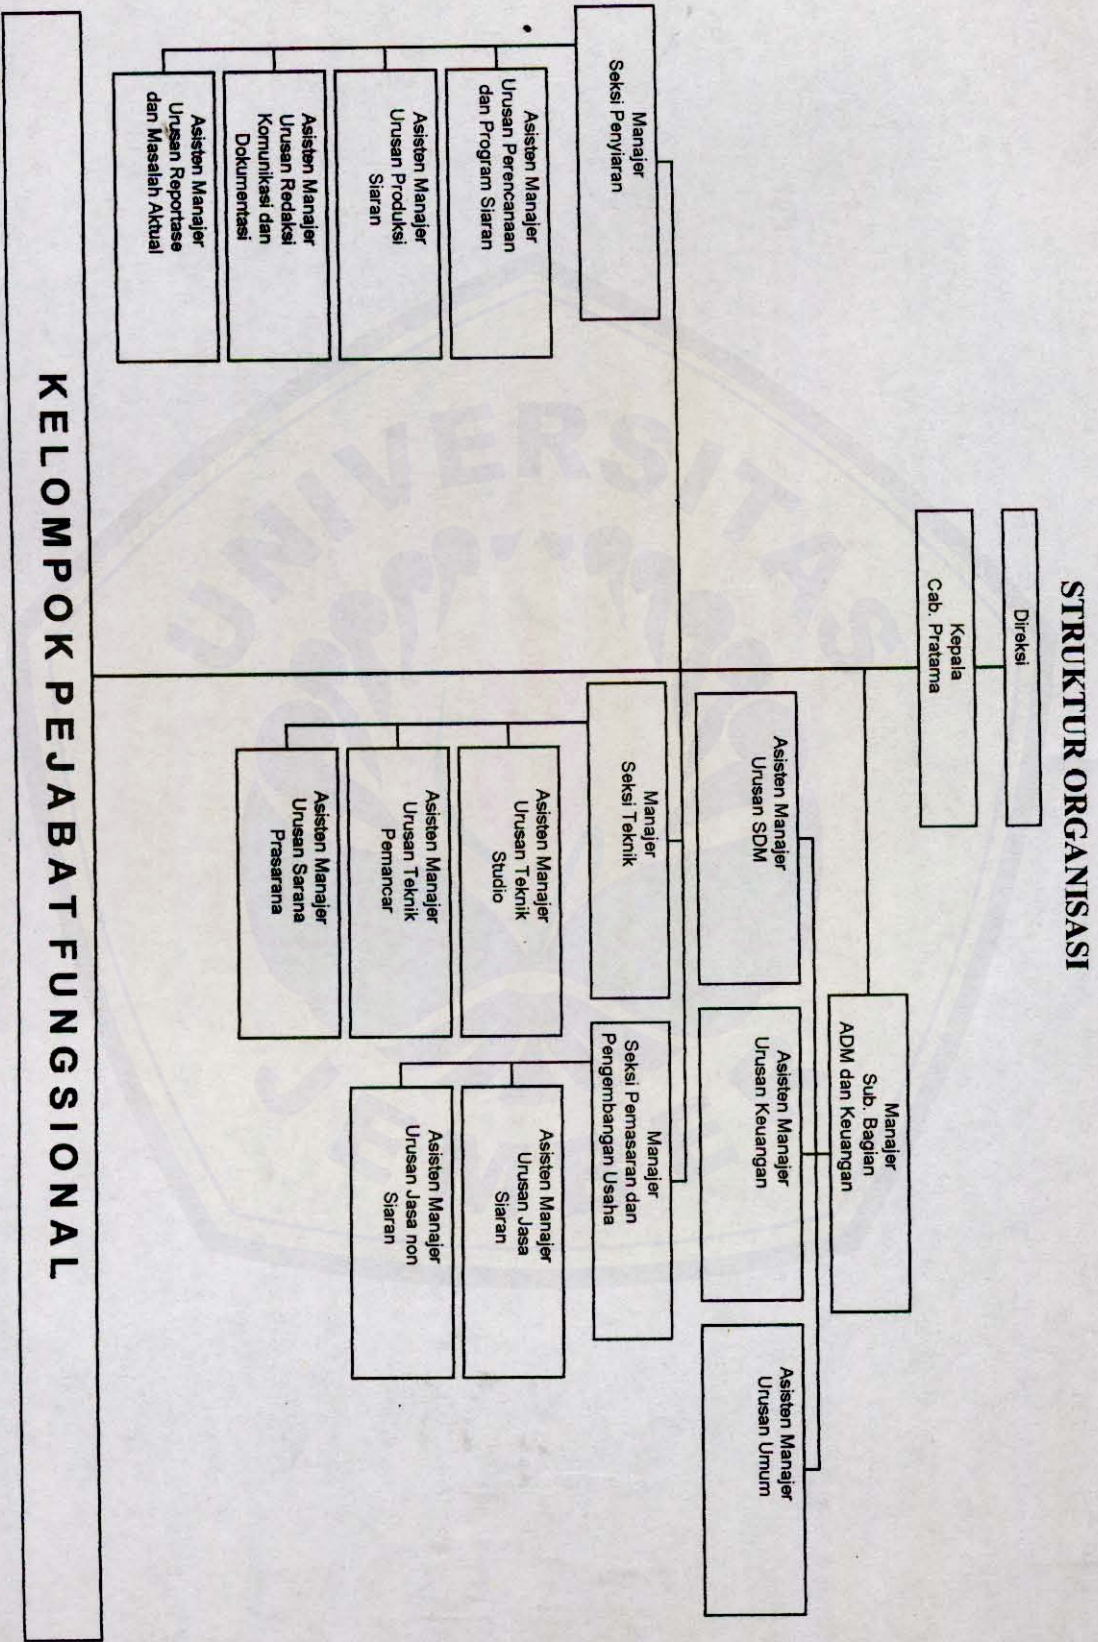 STRUKTUR ORGANISASI
Direksi
Kepala
Cab. Pratama
Manajer
Sub. Bagian
ADM dan Keuangan
Asisten Manajer
Urusan SDM
Asisten Manajer
Urusan Keuangan
Asisten Manajer
Urusan Umum
Manajer
Seksi Penyiaran
Asisten Manajer
Urusan Perencanaan
dan Program Siaran
Asisten Manajer
Urusan Produksi
Siaran
Asisten Manajer
Urusan Redaksi
Komunikasi dan
Dokumentasi
Asisten Manajer
Urusan Reportase
dan Masalah Aktual
Manajer
Seksi Teknik
Asisten Manajer
Urusan Teknik
Studio
Asisten Manajer
Urusan Teknik
Pemancar
Asisten Manajer
Urusan Sarana
Prasarana
Manajer
Seksi Pemasaran dan
Pengembangan Usaha
Asisten Manajer
Urusan Jasa
Siaran
Asisten Manajer
Urusan Jasa non
Siaran
KELOMPOK PEJABAT FUNGSIONAL
UNIVERSITAS
JEMBER